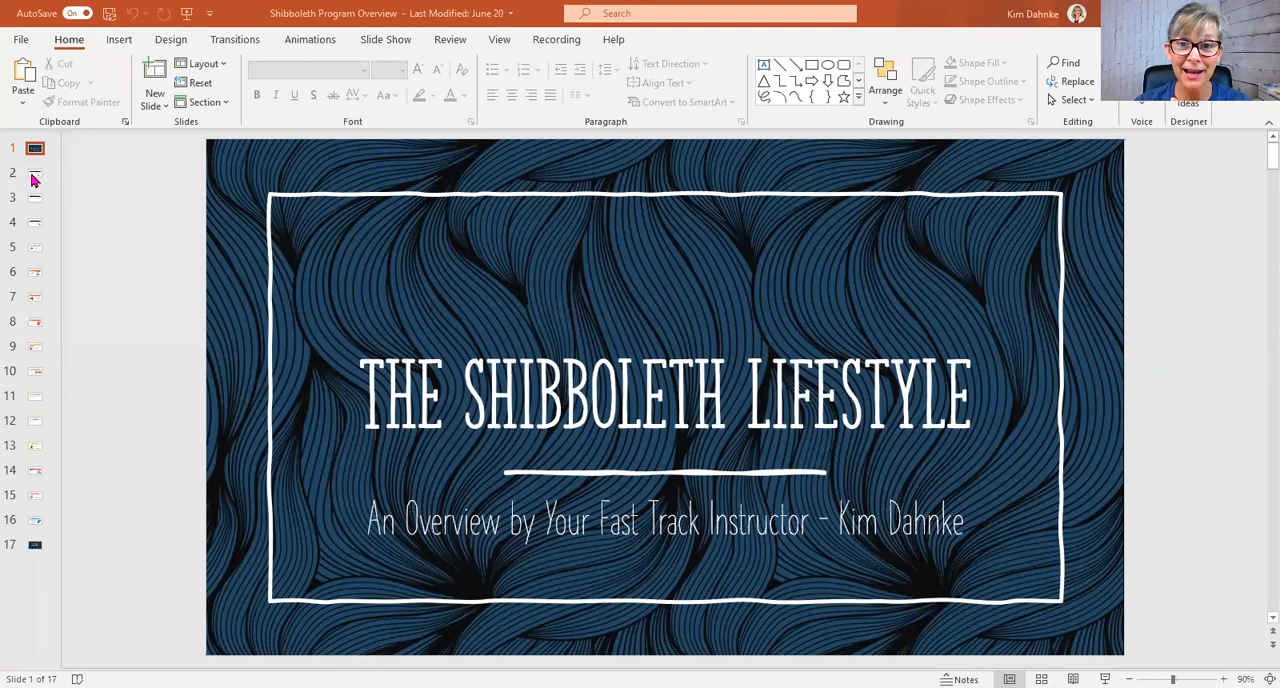 AutoSave On Shibboleth Program Overview - Last Modified: June 20 Search Kim Dahnke
File Home Insert Design Transitions Animations Slide Show Review View Recording Help
Paste Cut Copy Format Painter New Slide Layout Reset Section Text Direction Align Text Convert to SmartArt Arrange Quick Styles Shape Fill Shape Outline Shape Effects Find Replace Select Ideas
B I U S ab AV Aa A
Clipboard Slides Font Paragraph Drawing Editing Voice Designer
1
2
3
4
5
6
7
8
9
10
11
12
13
14
15
16
17
THE SHIBBOLETH LIFESTYLE
An Overview by Your Fast Track Instructor - Kim Dahnke
Slide 1 of 17 Notes 90%